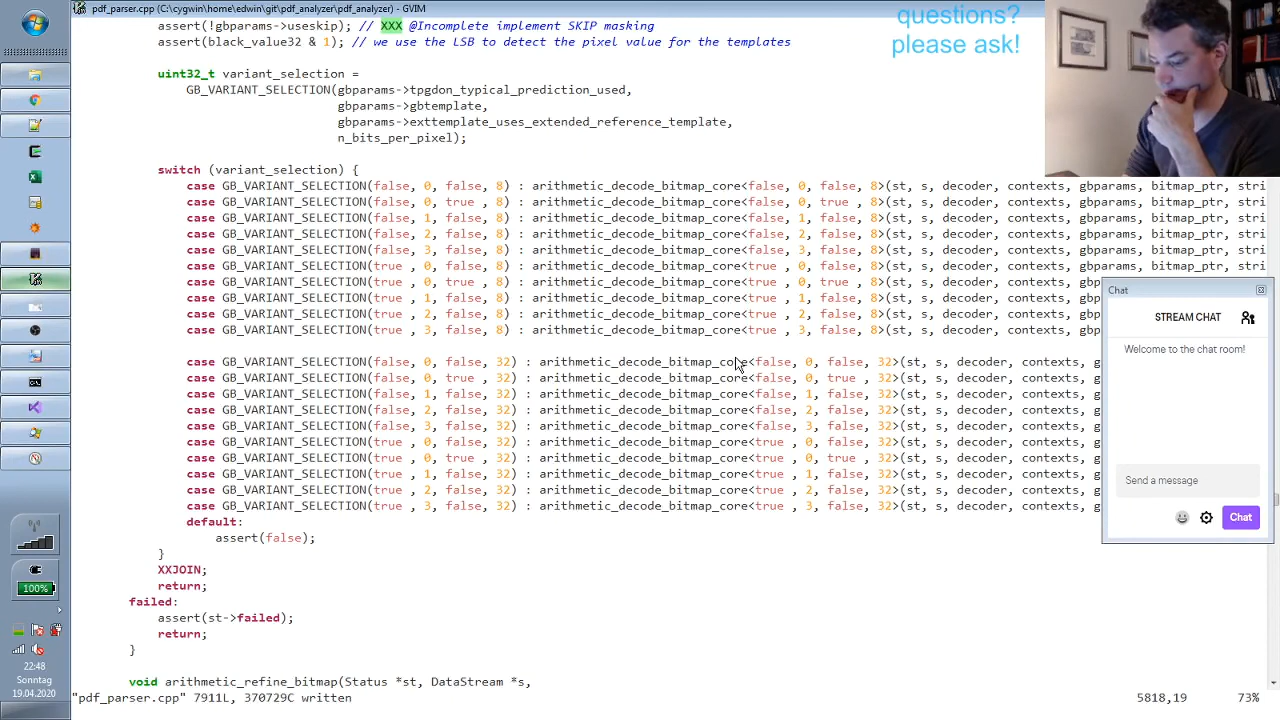 pdf_parser.cpp (C:\cygwin\home\edwin\git\pdf_analyzer\pdf_analyzer) - GVIM
questions?
please ask!
assert(!gbparams->useskip); // XXX @Incomplete implement SKIP masking
assert(black_value32 & 1); // we use the LSB to detect the pixel value for the templates
uint32_t variant_selection =
GB_VARIANT_SELECTION(gbparams->tpgdon_typical_prediction_used,
gbparams->gbtemplate,
gbparams->exttemplate_uses_extended_reference_template,
n_bits_per_pixel);
switch (variant_selection) {
case GB_VARIANT_SELECTION(false, 0, false, 8) : arithmetic_decode_bitmap_core<false, 0, false, 8>(st, s, decoder, contexts, gbparams, bitmap_ptr, stri
case GB_VARIANT_SELECTION(false, 0, true , 8) : arithmetic_decode_bitmap_core<false, 0, true , 8>(st, s, decoder, contexts, gbparams, bitmap_ptr, stri
case GB_VARIANT_SELECTION(false, 1, false, 8) : arithmetic_decode_bitmap_core<false, 1, false, 8>(st, s, decoder, contexts, gbparams, bitmap_ptr, stri
case GB_VARIANT_SELECTION(false, 2, false, 8) : arithmetic_decode_bitmap_core<false, 2, false, 8>(st, s, decoder, contexts, gbparams, bitmap_ptr, stri
case GB_VARIANT_SELECTION(false, 3, false, 8) : arithmetic_decode_bitmap_core<false, 3, false, 8>(st, s, decoder, contexts, gbparams, bitmap_ptr, stri
case GB_VARIANT_SELECTION(true , 0, false, 8) : arithmetic_decode_bitmap_core<true , 0, false, 8>(st, s, decoder, contexts, gbparams, bitmap_ptr, stri
case GB_VARIANT_SELECTION(true , 0, true , 8) : arithmetic_decode_bitmap_core<true , 0, true , 8>(st, s, decoder, contexts, gb
case GB_VARIANT_SELECTION(true , 1, false, 8) : arithmetic_decode_bitmap_core<true , 1, false, 8>(st, s, decoder, contexts, gb
case GB_VARIANT_SELECTION(true , 2, false, 8) : arithmetic_decode_bitmap_core<true , 2, false, 8>(st, s, decoder, contexts, gb
case GB_VARIANT_SELECTION(true , 3, false, 8) : arithmetic_decode_bitmap_core<true , 3, false, 8>(st, s, decoder, contexts, gb
case GB_VARIANT_SELECTION(false, 0, false, 32) : arithmetic_decode_bitmap_core<false, 0, false, 32>(st, s, decoder, contexts, g
case GB_VARIANT_SELECTION(false, 0, true , 32) : arithmetic_decode_bitmap_core<false, 0, true , 32>(st, s, decoder, contexts, g
case GB_VARIANT_SELECTION(false, 1, false, 32) : arithmetic_decode_bitmap_core<false, 1, false, 32>(st, s, decoder, contexts, g
case GB_VARIANT_SELECTION(false, 2, false, 32) : arithmetic_decode_bitmap_core<false, 2, false, 32>(st, s, decoder, contexts, g
case GB_VARIANT_SELECTION(false, 3, false, 32) : arithmetic_decode_bitmap_core<false, 3, false, 32>(st, s, decoder, contexts, g
case GB_VARIANT_SELECTION(true , 0, false, 32) : arithmetic_decode_bitmap_core<true , 0, false, 32>(st, s, decoder, contexts, g
case GB_VARIANT_SELECTION(true , 0, true , 32) : arithmetic_decode_bitmap_core<true , 0, true , 32>(st, s, decoder, contexts, g
case GB_VARIANT_SELECTION(true , 1, false, 32) : arithmetic_decode_bitmap_core<true , 1, false, 32>(st, s, decoder, contexts, g
case GB_VARIANT_SELECTION(true , 2, false, 32) : arithmetic_decode_bitmap_core<true , 2, false, 32>(st, s, decoder, contexts, g
case GB_VARIANT_SELECTION(true , 3, false, 32) : arithmetic_decode_bitmap_core<true , 3, false, 32>(st, s, decoder, contexts, g
default:
assert(false);
}
XXJOIN;
return;
failed:
assert(st->failed);
return;
}
void arithmetic_refine_bitmap(Status *st, DataStream *s,
"pdf_parser.cpp" 7911L, 370729C written
5818,19
73%
Chat
STREAM CHAT
Welcome to the chat room!
Send a message
Chat
100%
22:48
Sonntag
19.04.2020